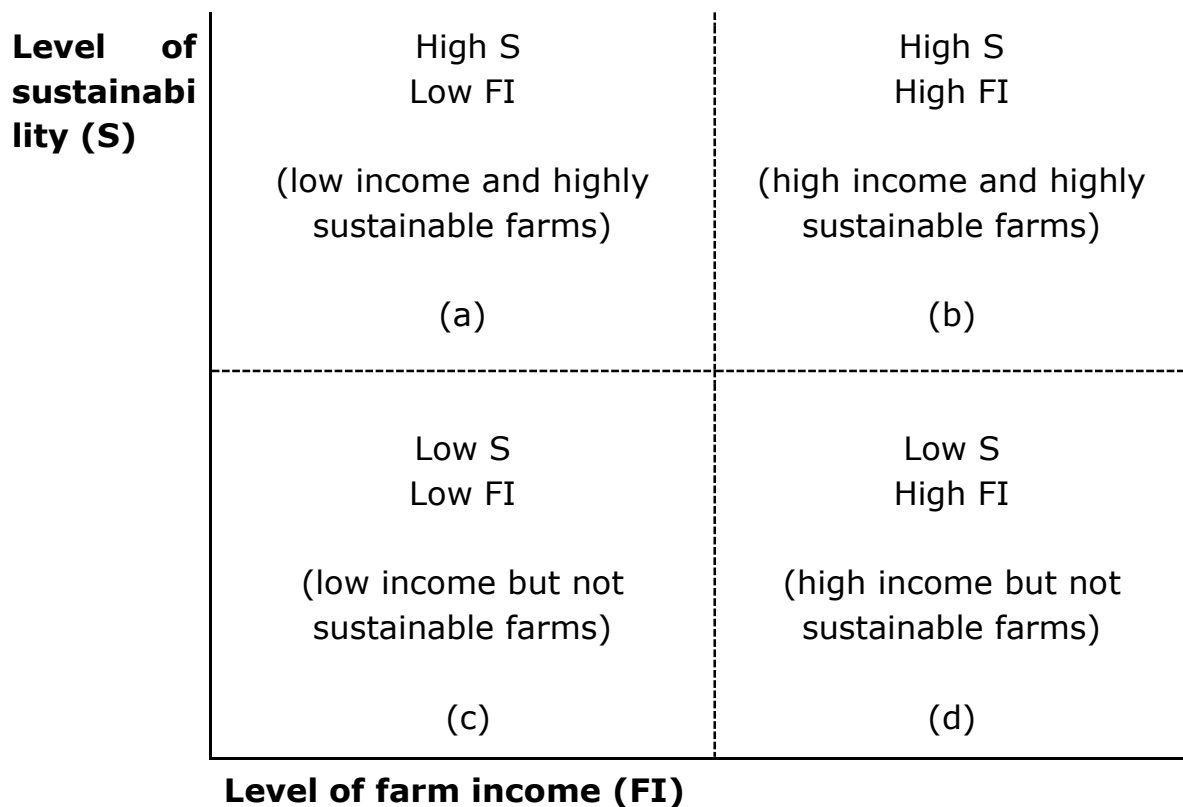 Level of
sustainabi
lity (S)
High S
Low FI
(low income and highly
sustainable farms)
(a)
High S
High FI
(high income and highly
sustainable farms)
(b)
Low S
Low FI
(low income but not
sustainable farms)
(c)
Low S
High FI
(high income but not
sustainable farms)
(d)
Level of farm income (FI)